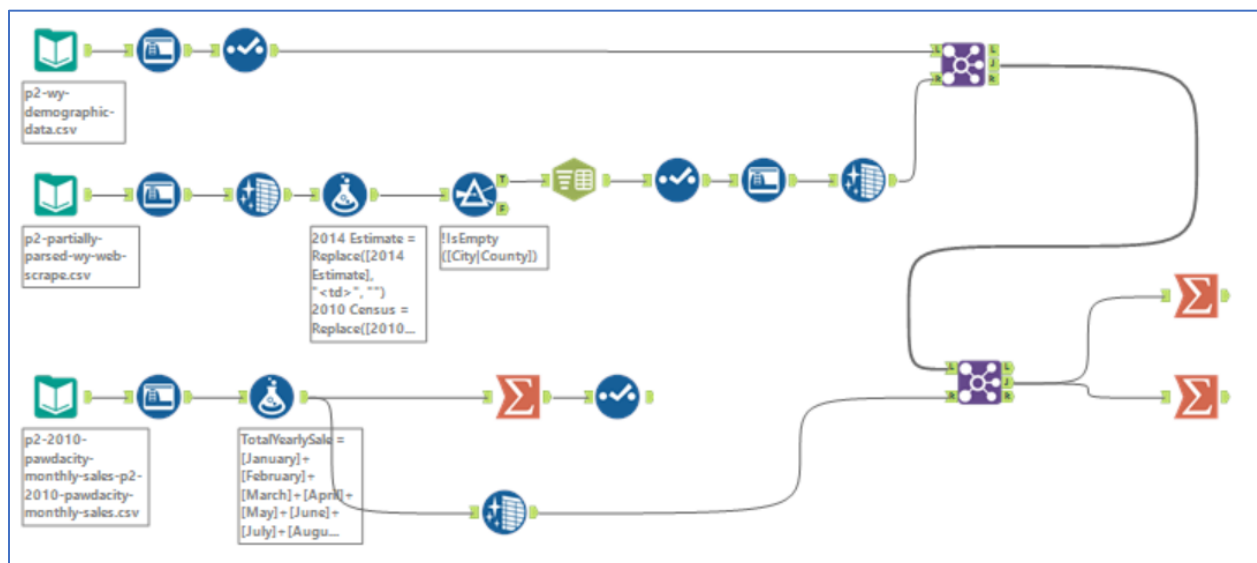 L
L
J
R
R
p2-wy-
demographic-
data.csv
T
F
p2-partially-
parsed-wy-web-
scrape.csv
2014 Estimate =
Replace([2014
Estimate],
"<td>", "")
2010 Census =
Replace([2010...
!IsEmpty
([City|County])
L
L
J
R
R
p2-2010-
pawdacity-
monthly-sales-p2-
2010-pawdacity-
monthly-sales.csv
TotalYearlySale =
[January]+
[February]+
[March]+[April]+
[May]+[June]+
[July]+[Augu...